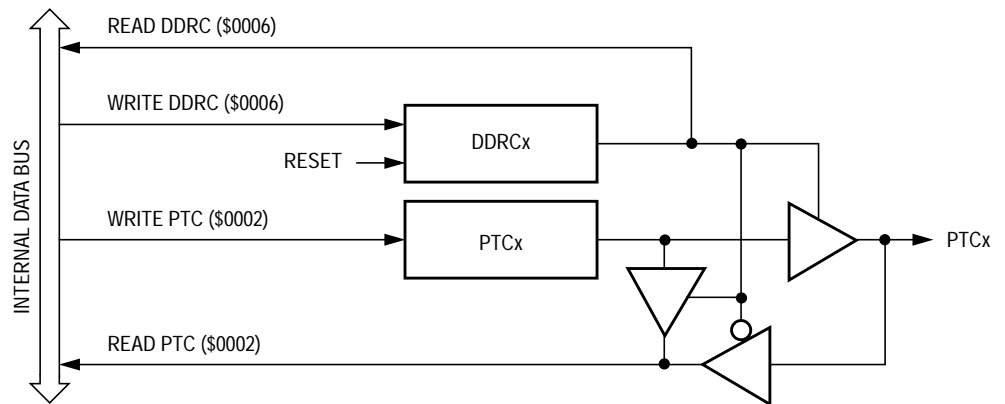 READ DDRC ($0006)
WRITE DDRC ($0006)
DDRCx
RESET
INTERNAL DATA BUS
WRITE PTC ($0002)
PTCx
PTCx
READ PTC ($0002)